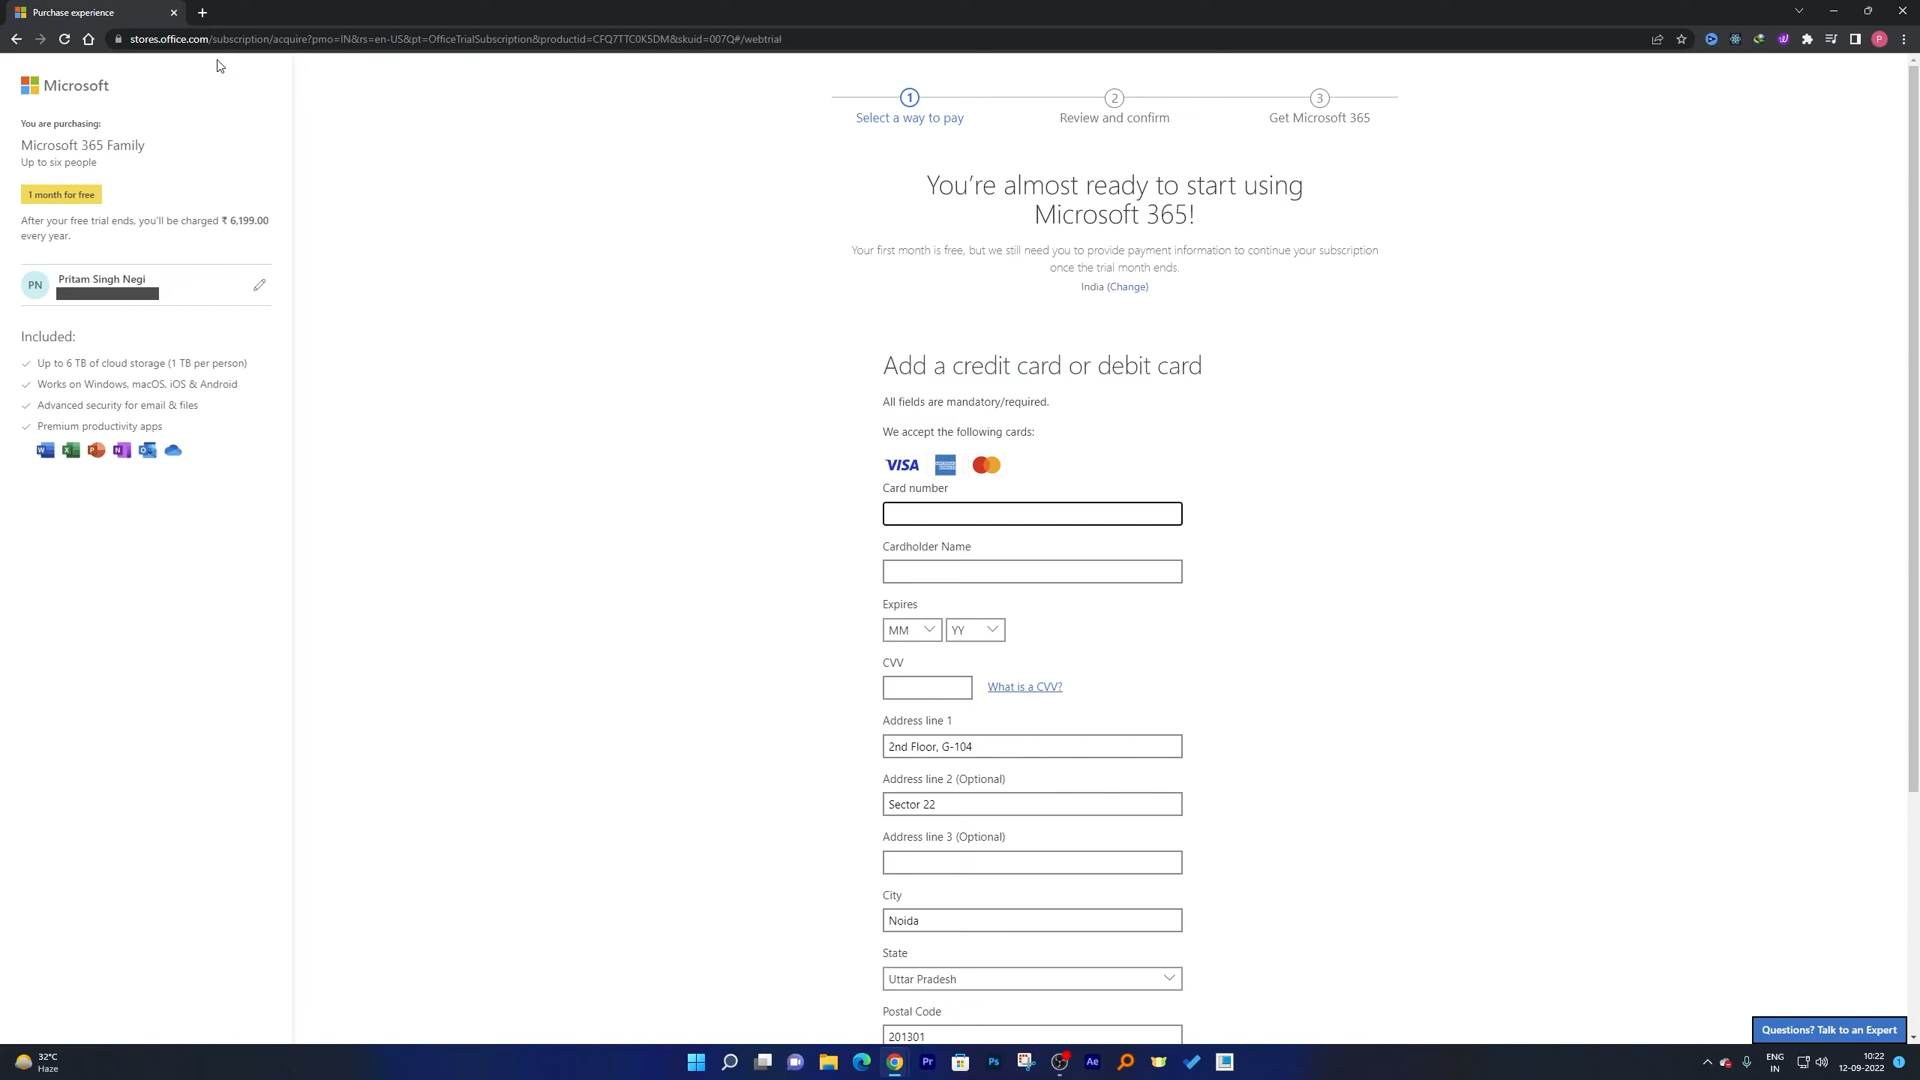 Purchase experience
stores.office.com/subscription/acquire?pmo=IN&rs=en-US&pt=OfficeTrialSubscription&productid=CFQ7TTC0K5DM&skuid=007Q#/webtrial
P
Microsoft
You are purchasing:
Microsoft 365 Family
Up to six people
1 month for free
After your free trial ends, you'll be charged ₹ 6,199.00
every year.
PN
Pritam Singh Negi
Included:
Up to 6 TB of cloud storage (1 TB per person)
Works on Windows, macOS, iOS & Android
Advanced security for email & files
Premium productivity apps
1
2
3
Select a way to pay
Review and confirm
Get Microsoft 365
You're almost ready to start using
Microsoft 365!
Your first month is free, but we still need you to provide payment information to continue your subscription
once the trial month ends.
India (Change)
Add a credit card or debit card
All fields are mandatory/required.
We accept the following cards:
VISA
Card number
Cardholder Name
Expires
MM
YY
CVV
What is a CVV?
Address line 1
2nd Floor, G-104
Address line 2 (Optional)
Sector 22
Address line 3 (Optional)
City
Noida
State
Uttar Pradesh
Postal Code
201301
Questions? Talk to an Expert
32°C
Haze
Pr
Ps
Ae
ENG
IN
10:22
12-09-2022
1